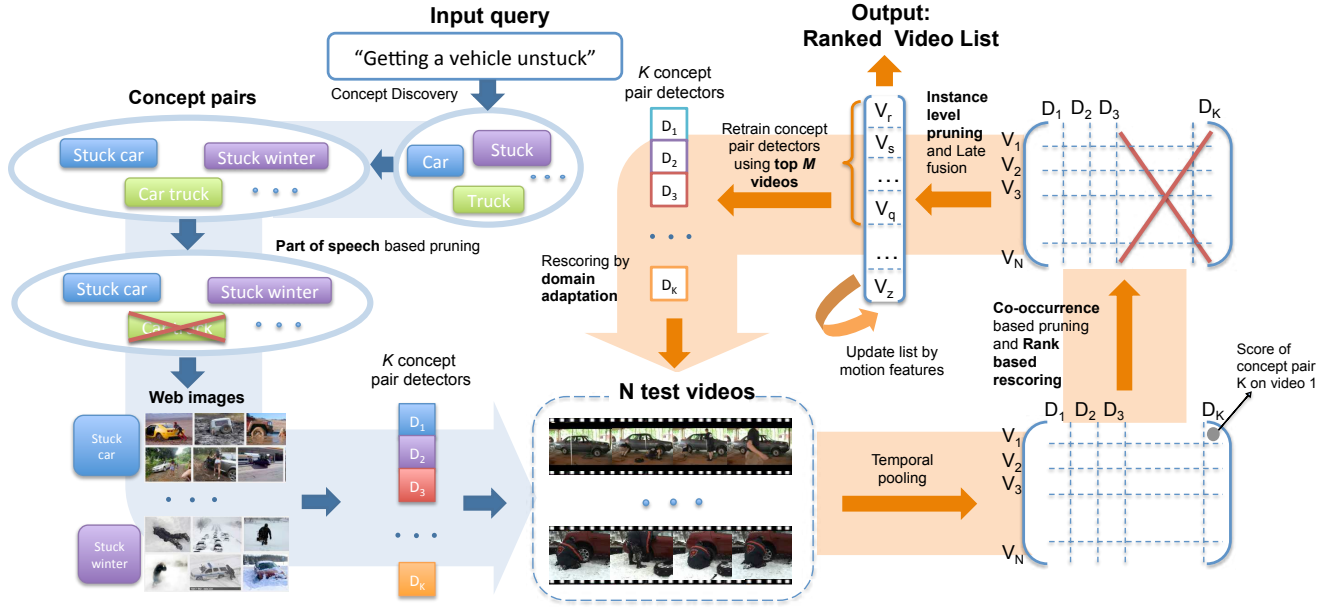 Input query
"Getting a vehicle unstuck"
Concept Discovery
Concept pairs
Stuck car
Stuck winter
Car truck
Car
Stuck
Truck
Part of speech based pruning
Stuck car
Stuck winter
Web images
Stuck
car
Stuck
winter
K concept
pair detectors
D1
D2
D3
DK
N test videos
Temporal
pooling
D1 D2 D3 DK
V1
V2
V3
VN
Score of
concept pair
K on video 1
Co-occurrence
based pruning
and Rank
based
rescoring
D1 D2 D3 DK
V1
V2
V3
VN
Instance
level
pruning
and Late
fusion
Output:
Ranked Video List
Vr
Vs
...
Vq
...
Vz
Update list by
motion features
Retrain concept
pair detectors
using top M
videos
K concept
pair detectors
D1
D2
D3
DK
Rescoring by
domain
adaptation